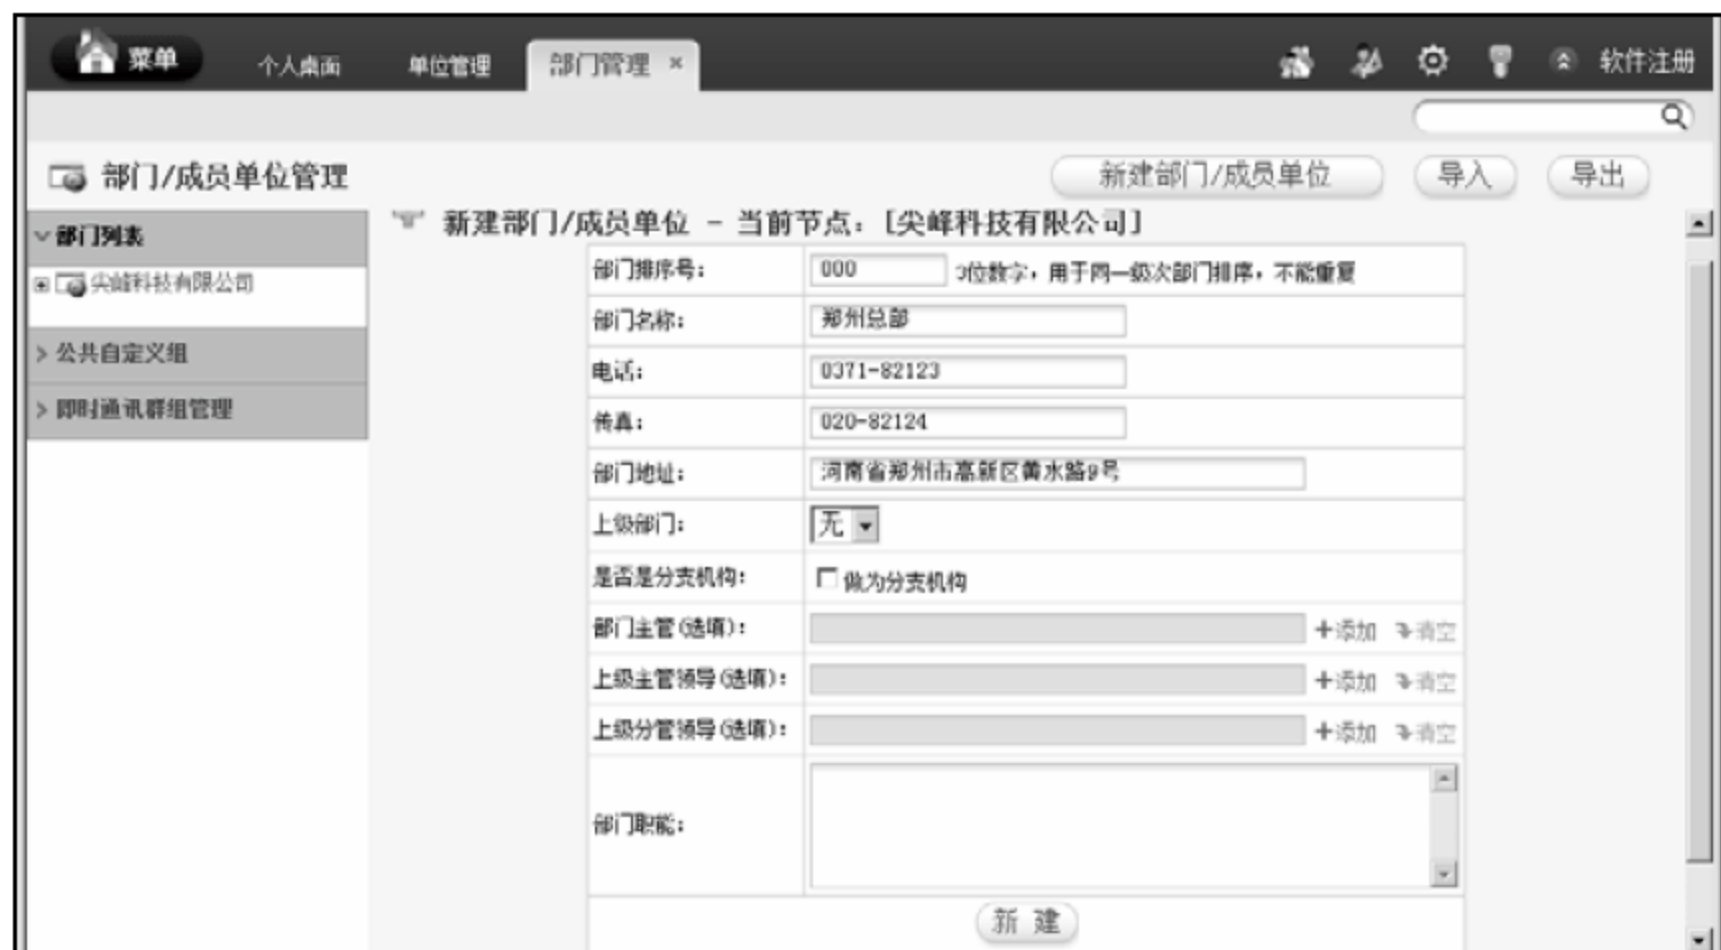 菜单 个人桌面 单位管理 部门管理 × 软件注册
部门/成员单位管理 新建部门/成员单位 导入 导出
部门列表
尖峰科技有限公司
公共自定义组
即时通讯群组管理
新建部门/成员单位 - 当前节点：[尖峰科技有限公司]
部门排序号： 000 3位数字，用于同一级次部门排序，不能重复
部门名称： 郑州总部
电话： 0371-82123
传真： 020-82124
部门地址： 河南省郑州市高新区黄水路9号
上级部门： 无
是否是分支机构： 做为分支机构
部门主管(选填)： +添加 清空
上级主管领导(选填)： +添加 清空
上级分管领导(选填)： +添加 清空
部门职能：
新 建